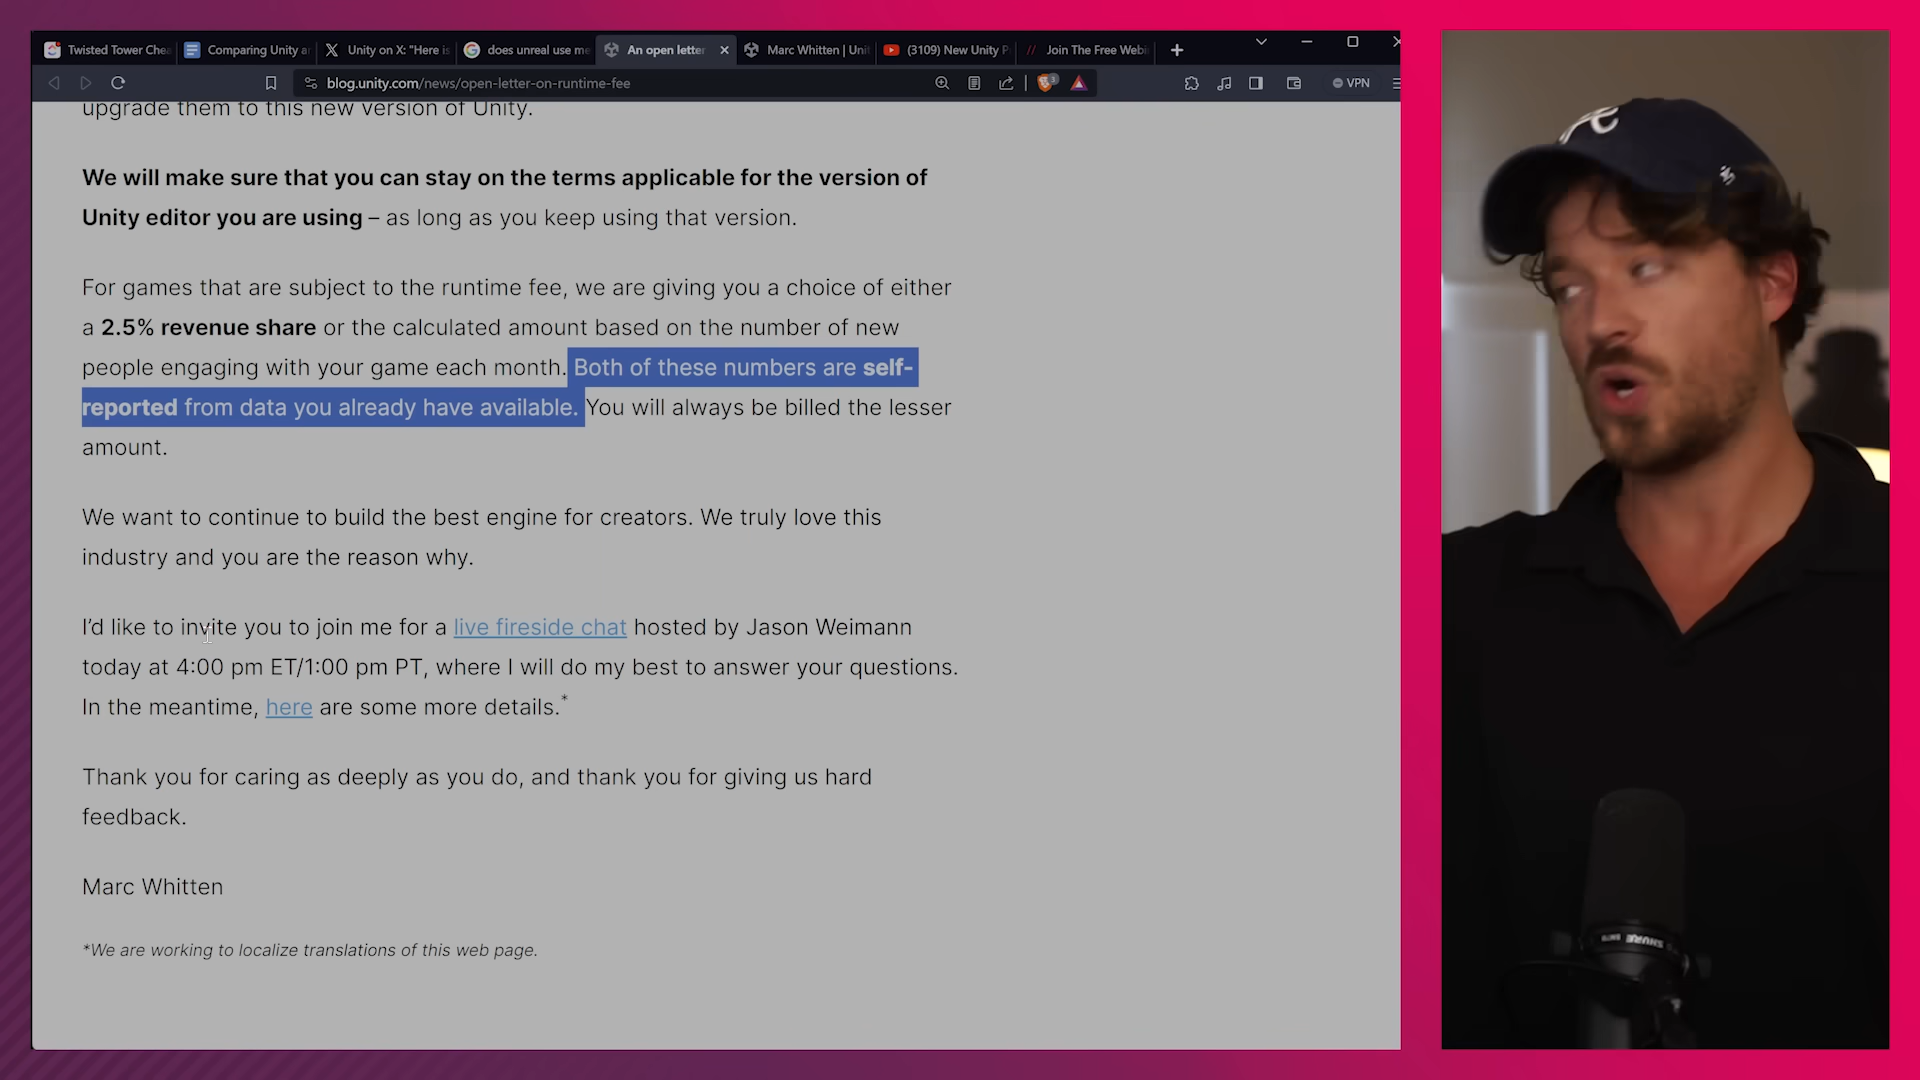 Twisted Tower Chea
Comparing Unity a
Unity on X: "Here is
does unreal use me
An open letter
Marc Whitten | Unit
(3109) New Unity P
Join The Free Webi
blog.unity.com/news/open-letter-on-runtime-fee
3
VPN
upgrade them to this new version of Unity.
We will make sure that you can stay on the terms applicable for the version of
Unity editor you are using – as long as you keep using that version.
For games that are subject to the runtime fee, we are giving you a choice of either
a 2.5% revenue share or the calculated amount based on the number of new
people engaging with your game each month. Both of these numbers are self-
reported from data you already have available. You will always be billed the lesser
amount.
We want to continue to build the best engine for creators. We truly love this
industry and you are the reason why.
I’d like to invite you to join me for a live fireside chat hosted by Jason Weimann
today at 4:00 pm ET/1:00 pm PT, where I will do my best to answer your questions.
In the meantime, here are some more details.*
Thank you for caring as deeply as you do, and thank you for giving us hard
feedback.
Marc Whitten
*We are working to localize translations of this web page.
SHURE